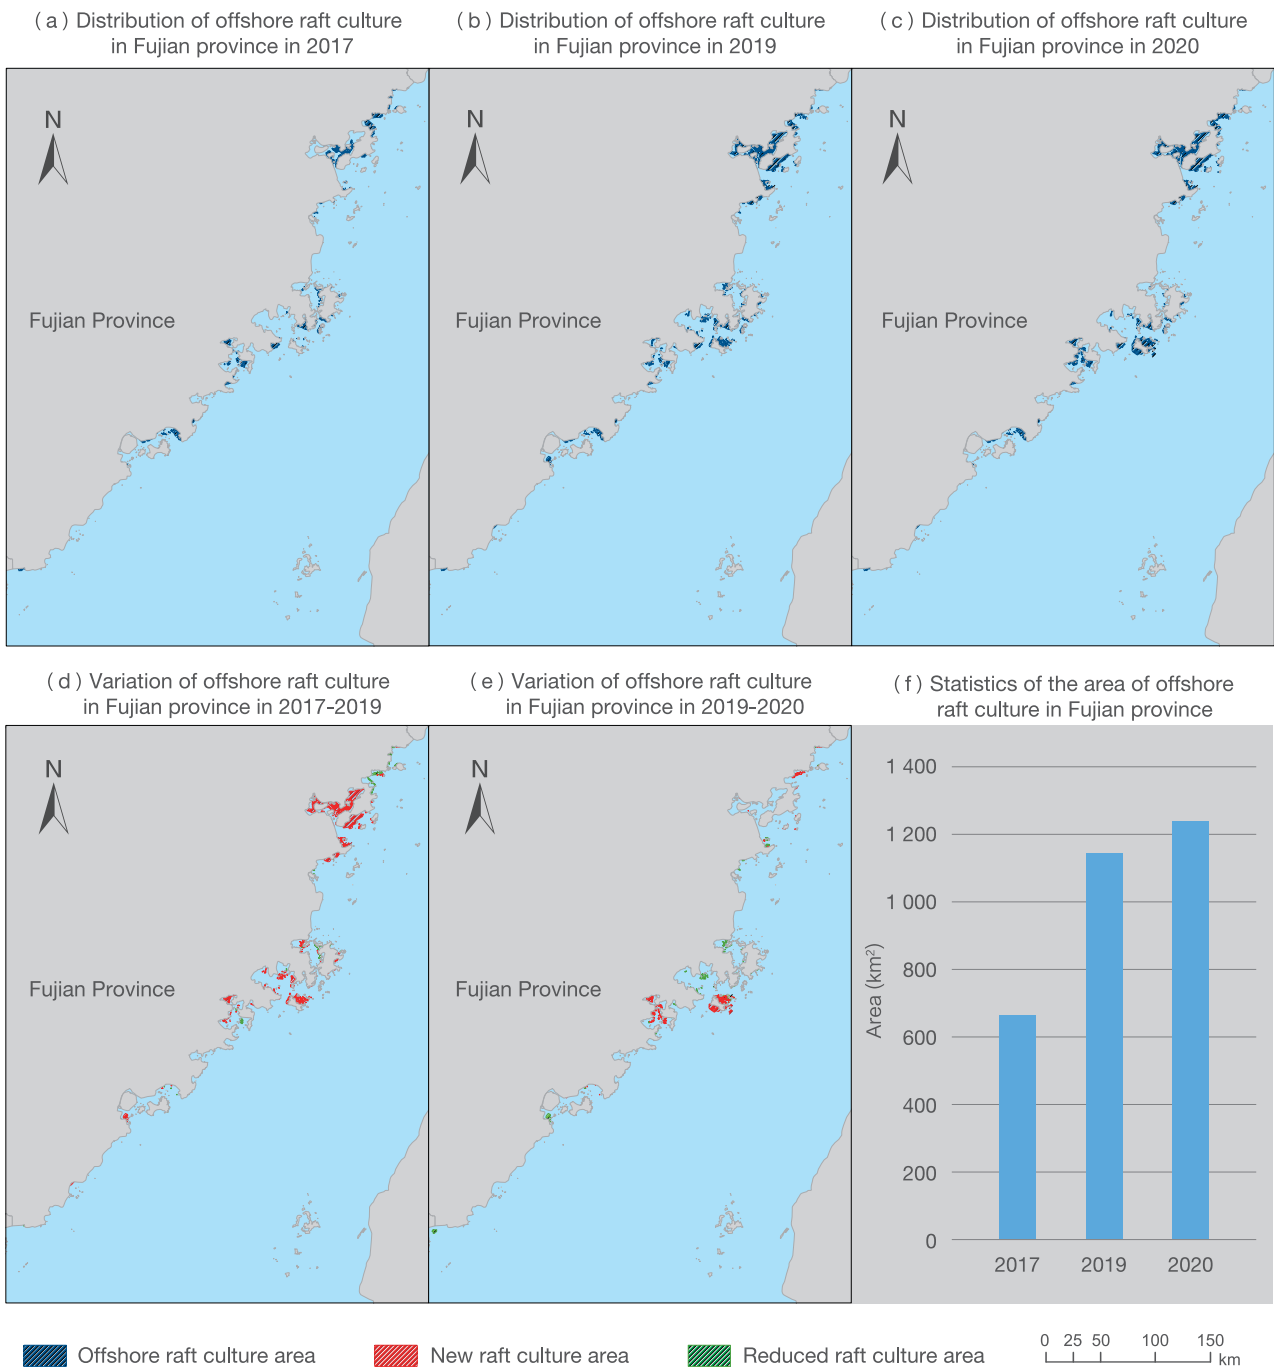 ( a ) Distribution of offshore raft culture
in Fujian province in 2017
( b ) Distribution of offshore raft culture
in Fujian province in 2019
( c ) Distribution of offshore raft culture
in Fujian province in 2020
N
Fujian Province
N
Fujian Province
N
Fujian Province
( d ) Variation of offshore raft culture
in Fujian province in 2017-2019
( e ) Variation of offshore raft culture
in Fujian province in 2019-2020
( f ) Statistics of the area of offshore
raft culture in Fujian province
N
Fujian Province
N
Fujian Province
Area (km²)
1 400
1 200
1 000
800
600
400
200
0
2017 2019 2020
Offshore raft culture area
New raft culture area
Reduced raft culture area
0 25 50 100 150
km